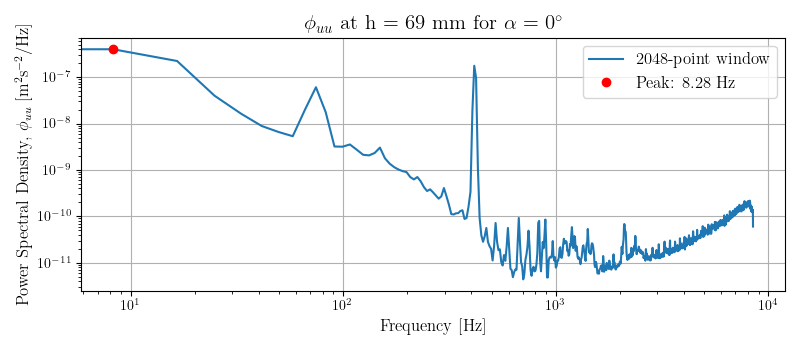 ϕuu at h = 69 mm for α = 0°
Power Spectral Density, ϕuu [m²s⁻²/Hz]
10⁻⁷
10⁻⁸
10⁻⁹
10⁻¹⁰
10⁻¹¹
2048-point window
Peak: 8.28 Hz
10¹ 10² 10³ 10⁴
Frequency [Hz]